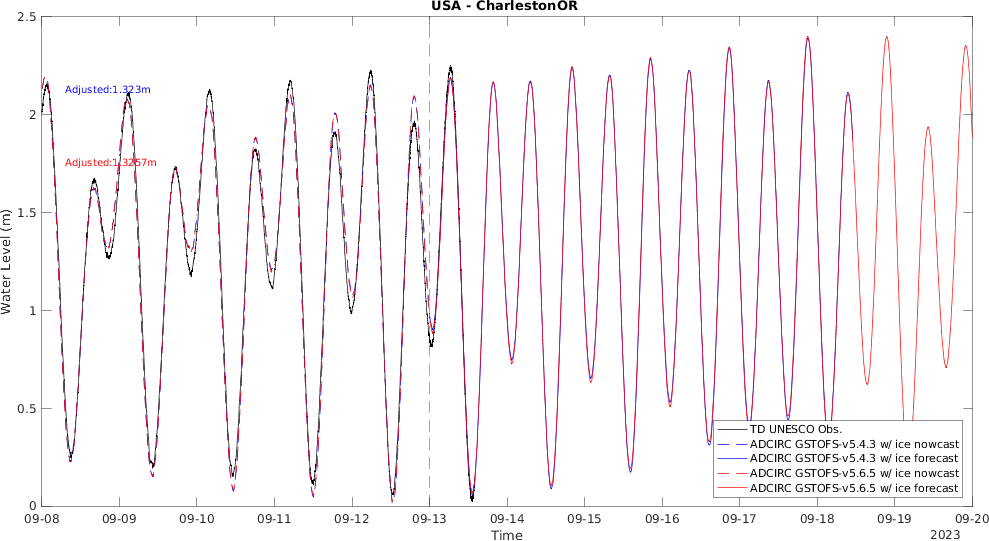 USA - CharlestonOR
2.5
2
1.5
1
0.5
0
Water Level (m)
Adjusted:1.323m
Adjusted:1.3257m
TD UNESCO Obs.
ADCIRC GSTOFS-v5.4.3 w/ ice nowcast
ADCIRC GSTOFS-v5.4.3 w/ ice forecast
ADCIRC GSTOFS-v5.6.5 w/ ice nowcast
ADCIRC GSTOFS-v5.6.5 w/ ice forecast
09-08 09-09 09-10 09-11 09-12 09-13 09-14 09-15 09-16 09-17 09-18 09-19 09-20
Time
2023